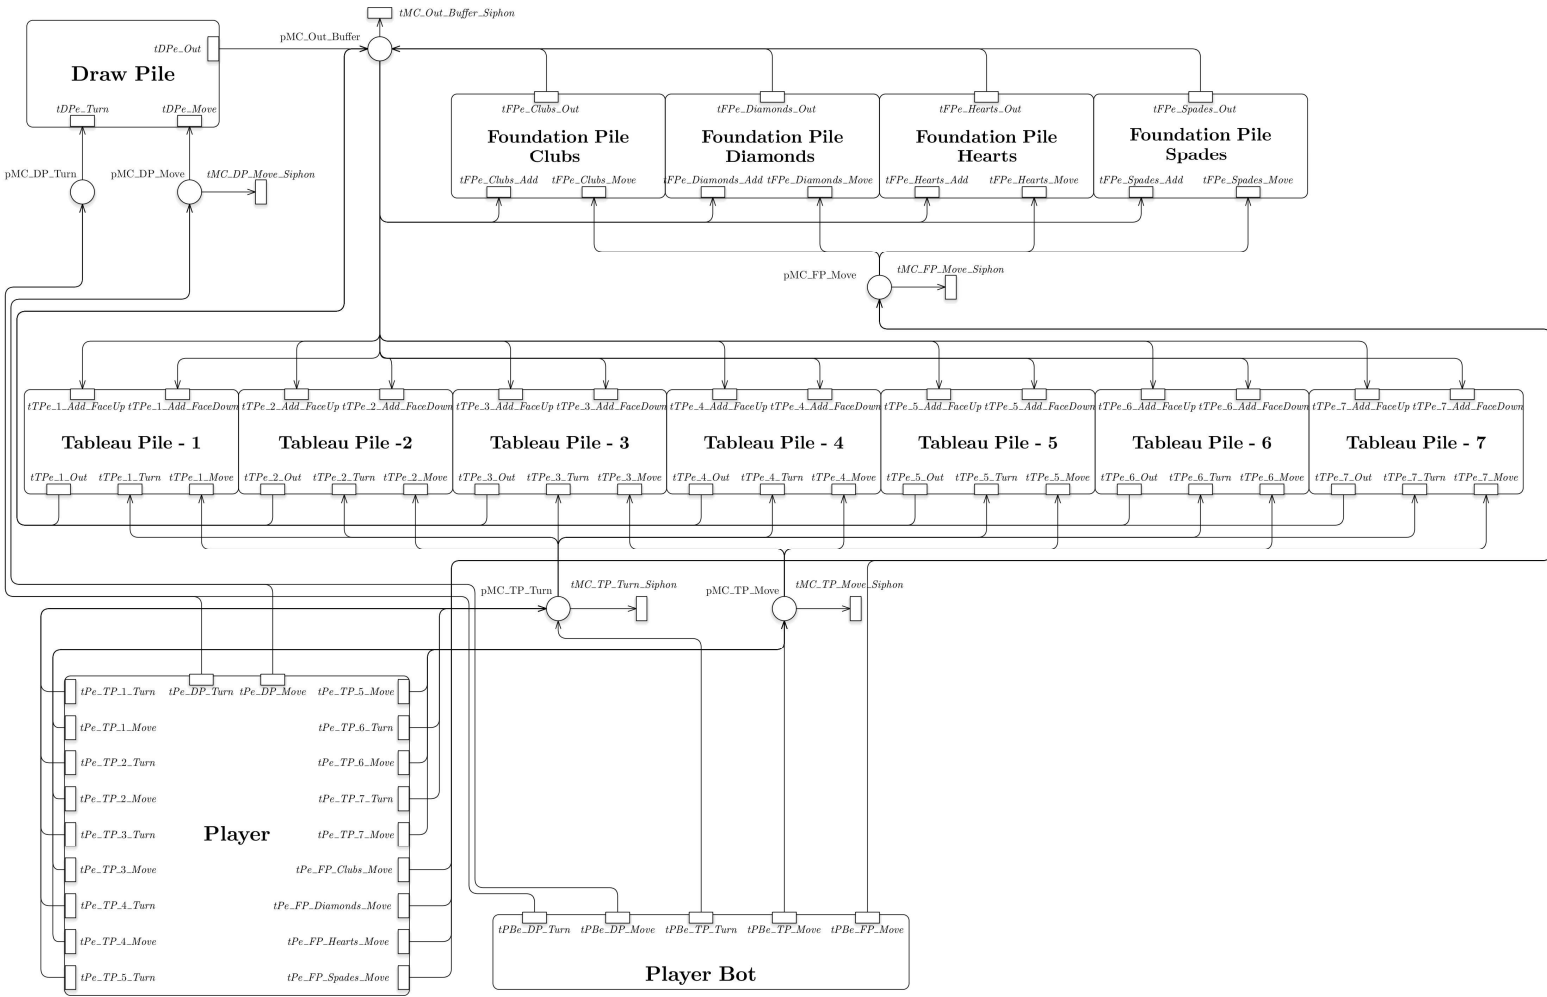 tMC_Out_Buffer_Siphon
pMC_Out_Buffer
tDPe_Out
Draw Pile
tDPe_Turn tDPe_Move
tFPe_Clubs_Out tFPe_Diamonds_Out tFPe_Hearts_Out tFPe_Spades_Out
Foundation Pile
Clubs
Foundation Pile
Diamonds
Foundation Pile
Hearts
Foundation Pile
Spades
pMC_DP_Turn pMC_DP_Move tMC_DP_Move_Siphon
tFPe_Clubs_Add tFPe_Clubs_Move tFPe_Diamonds_Add tFPe_Diamonds_Move tFPe_Hearts_Add tFPe_Hearts_Move tFPe_Spades_Add tFPe_Spades_Move
pMC_FP_Move tMC_FP_Move_Siphon
tTPe_1_Add_FaceUp tTPe_1_Add_FaceDown tTPe_2_Add_FaceUp tTPe_2_Add_FaceDown tTPe_3_Add_FaceUp tTPe_3_Add_FaceDown tTPe_4_Add_FaceUp tTPe_4_Add_FaceDown tTPe_5_Add_FaceUp tTPe_5_Add_FaceDown tTPe_6_Add_FaceUp tTPe_6_Add_FaceDown tTPe_7_Add_FaceUp tTPe_7_Add_FaceDown
Tableau Pile - 1 Tableau Pile -2 Tableau Pile - 3 Tableau Pile - 4 Tableau Pile - 5 Tableau Pile - 6 Tableau Pile - 7
tTPe_1_Out tTPe_1_Turn tTPe_1_Move tTPe_2_Out tTPe_2_Turn tTPe_2_Move tTPe_3_Out tTPe_3_Turn tTPe_3_Move tTPe_4_Out tTPe_4_Turn tTPe_4_Move tTPe_5_Out tTPe_5_Turn tTPe_5_Move tTPe_6_Out tTPe_6_Turn tTPe_6_Move tTPe_7_Out tTPe_7_Turn tTPe_7_Move
pMC_TP_Turn tMC_TP_Turn_Siphon pMC_TP_Move tMC_TP_Move_Siphon
tPe_TP_1_Turn tPe_DP_Turn tPe_DP_Move tPe_TP_5_Move
tPe_TP_1_Move tPe_TP_6_Turn
tPe_TP_2_Turn tPe_TP_6_Move
tPe_TP_2_Move tPe_TP_7_Turn
tPe_TP_3_Turn Player tPe_TP_7_Move
tPe_TP_3_Move tPe_FP_Clubs_Move
tPe_TP_4_Turn tPe_FP_Diamonds_Move
tPe_TP_4_Move tPe_FP_Hearts_Move
tPe_TP_5_Turn tPe_FP_Spades_Move
tPBe_DP_Turn tPBe_DP_Move tPBe_TP_Turn tPBe_TP_Move tPBe_FP_Move
Player Bot